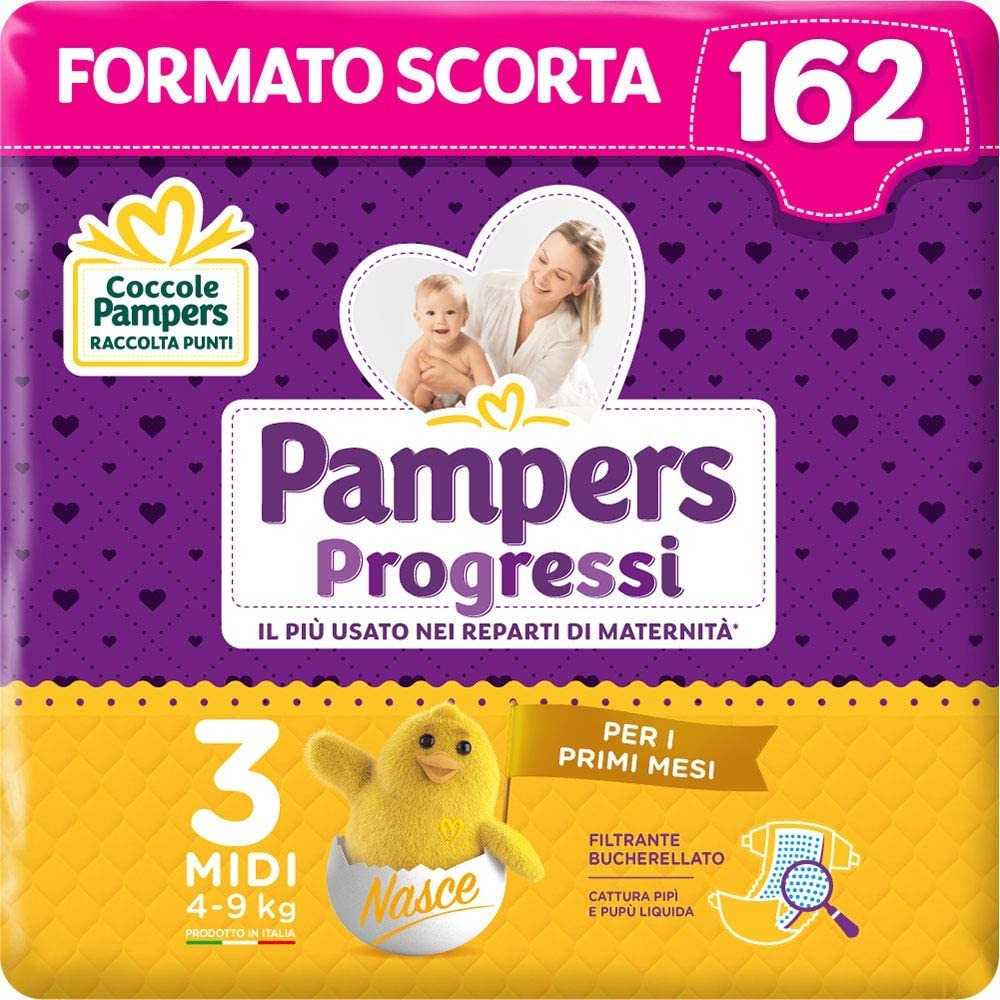 FORMATO SCORTA
162
Coccole
Pampers
RACCOLTA PUNTI
Pampers
Progressi
IL PIÙ USATO NEI REPARTI DI MATERNITÀ*
3
MIDI
4-9 kg
PRODOTTO IN ITALIA
Nasce
PER I
PRIMI MESI
FILTRANTE
BUCHERELLATO
CATTURA PIPÌ
E PUPÙ LIQUIDA